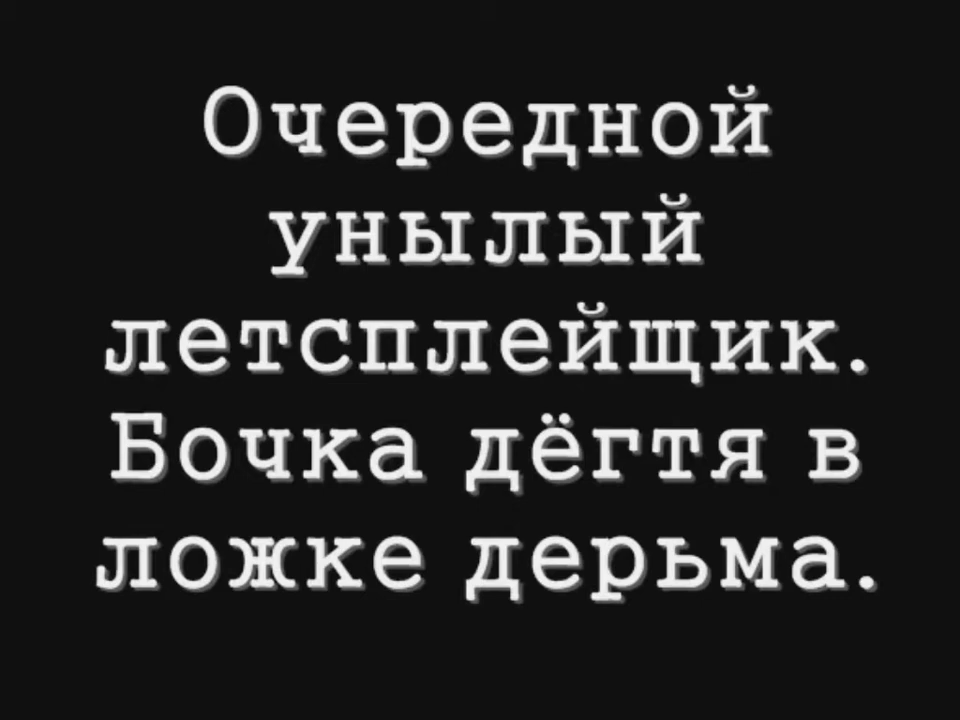 Очередной
унылый
летсплейщик.
Бочка дёгтя в
ложке дерьма.